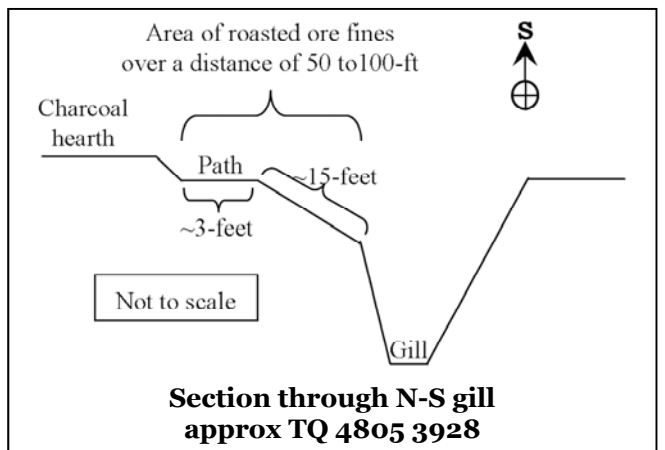 Area of roasted ore fines
over a distance of 50 to100-ft
S
Charcoal
hearth
Path
~15-feet
~3-feet
Not to scale
Gill
Section through N-S gill
approx TQ 4805 3928